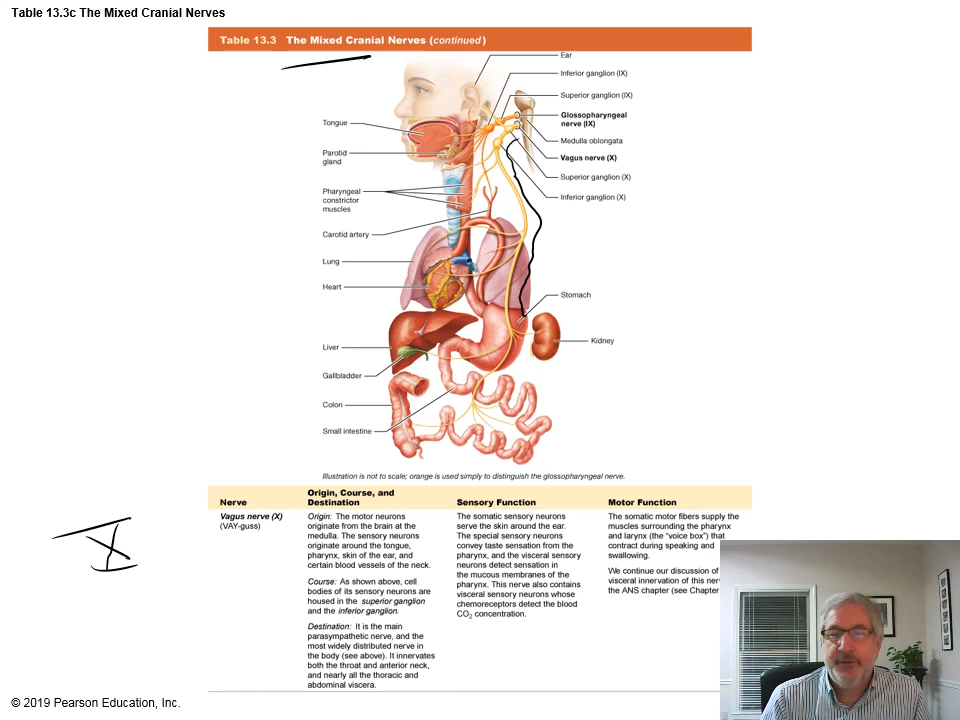 Table 13.3c The Mixed Cranial Nerves
Table 13.3 The Mixed Cranial Nerves (continued)
Ear
Inferior ganglion (IX)
Superior ganglion (IX)
Glossopharyngeal
nerve (IX)
Medulla oblongata
Vagus nerve (X)
Superior ganglion (X)
Inferior ganglion (X)
Tongue
Parotid
gland
Pharyngeal
constrictor
muscles
Carotid artery
Lung
Heart
Stomach
Kidney
Liver
Gallbladder
Colon
Small intestine
Illustration is not to scale; orange is used simply to distinguish the glossopharyngeal nerve.
Nerve
Origin, Course, and
Destination
Sensory Function
Motor Function
X
Vagus nerve (X)
(VAY-guss)
Origin: The motor neurons
originate from the brain at the
medulla. The sensory neurons
originate around the tongue,
pharynx, skin of the ear, and
certain blood vessels of the neck.
Course: As shown above, cell
bodies of its sensory neurons are
housed in the superior ganglion
and the inferior ganglion.
Destination: It is the main
parasympathetic nerve, and the
most widely distributed nerve in
the body (see above). It innervates
both the throat and anterior neck,
and nearly all the thoracic and
abdominal viscera.
The somatic sensory neurons
serve the skin around the ear.
The special sensory neurons
convey taste sensation from the
pharynx, and the visceral sensory
neurons detect sensation in
the mucous membranes of the
pharynx. This nerve also contains
visceral sensory neurons whose
chemoreceptors detect the blood
CO2 concentration.
The somatic motor fibers supply the
muscles surrounding the pharynx
and larynx (the “voice box”) that
contract during speaking and
swallowing.
We continue our discussion of
visceral innervation of this
the ANS chapter (see Chapter
© 2019 Pearson Education, Inc.